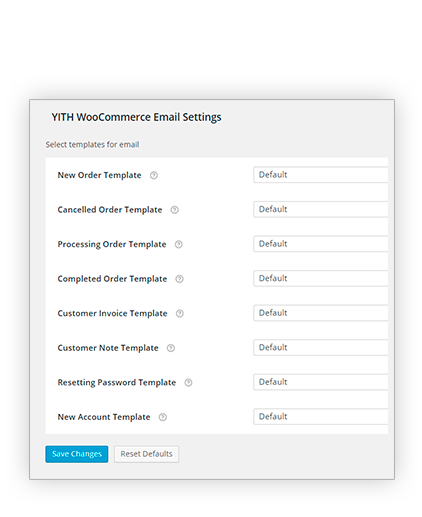 YITH WooCommerce Email Settings
Select templates for email
New Order Template ? Default
Cancelled Order Template ? Default
Processing Order Template ? Default
Completed Order Template ? Default
Customer Invoice Template ? Default
Customer Note Template ? Default
Resetting Password Template ? Default
New Account Template ? Default
Save Changes Reset Defaults